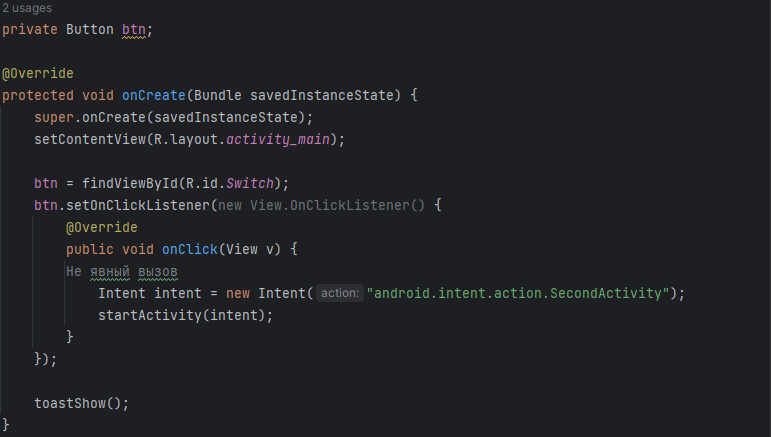 2 usages
private Button btn;
@Override
protected void onCreate(Bundle savedInstanceState) {
super.onCreate(savedInstanceState);
setContentView(R.layout.activity_main);
btn = findViewById(R.id.Switch);
btn.setOnClickListener(new View.OnClickListener() {
@Override
public void onClick(View v) {
Не явный вызов
Intent intent = new Intent( action: "android.intent.action.SecondActivity");
startActivity(intent);
}
});
toastShow();
}